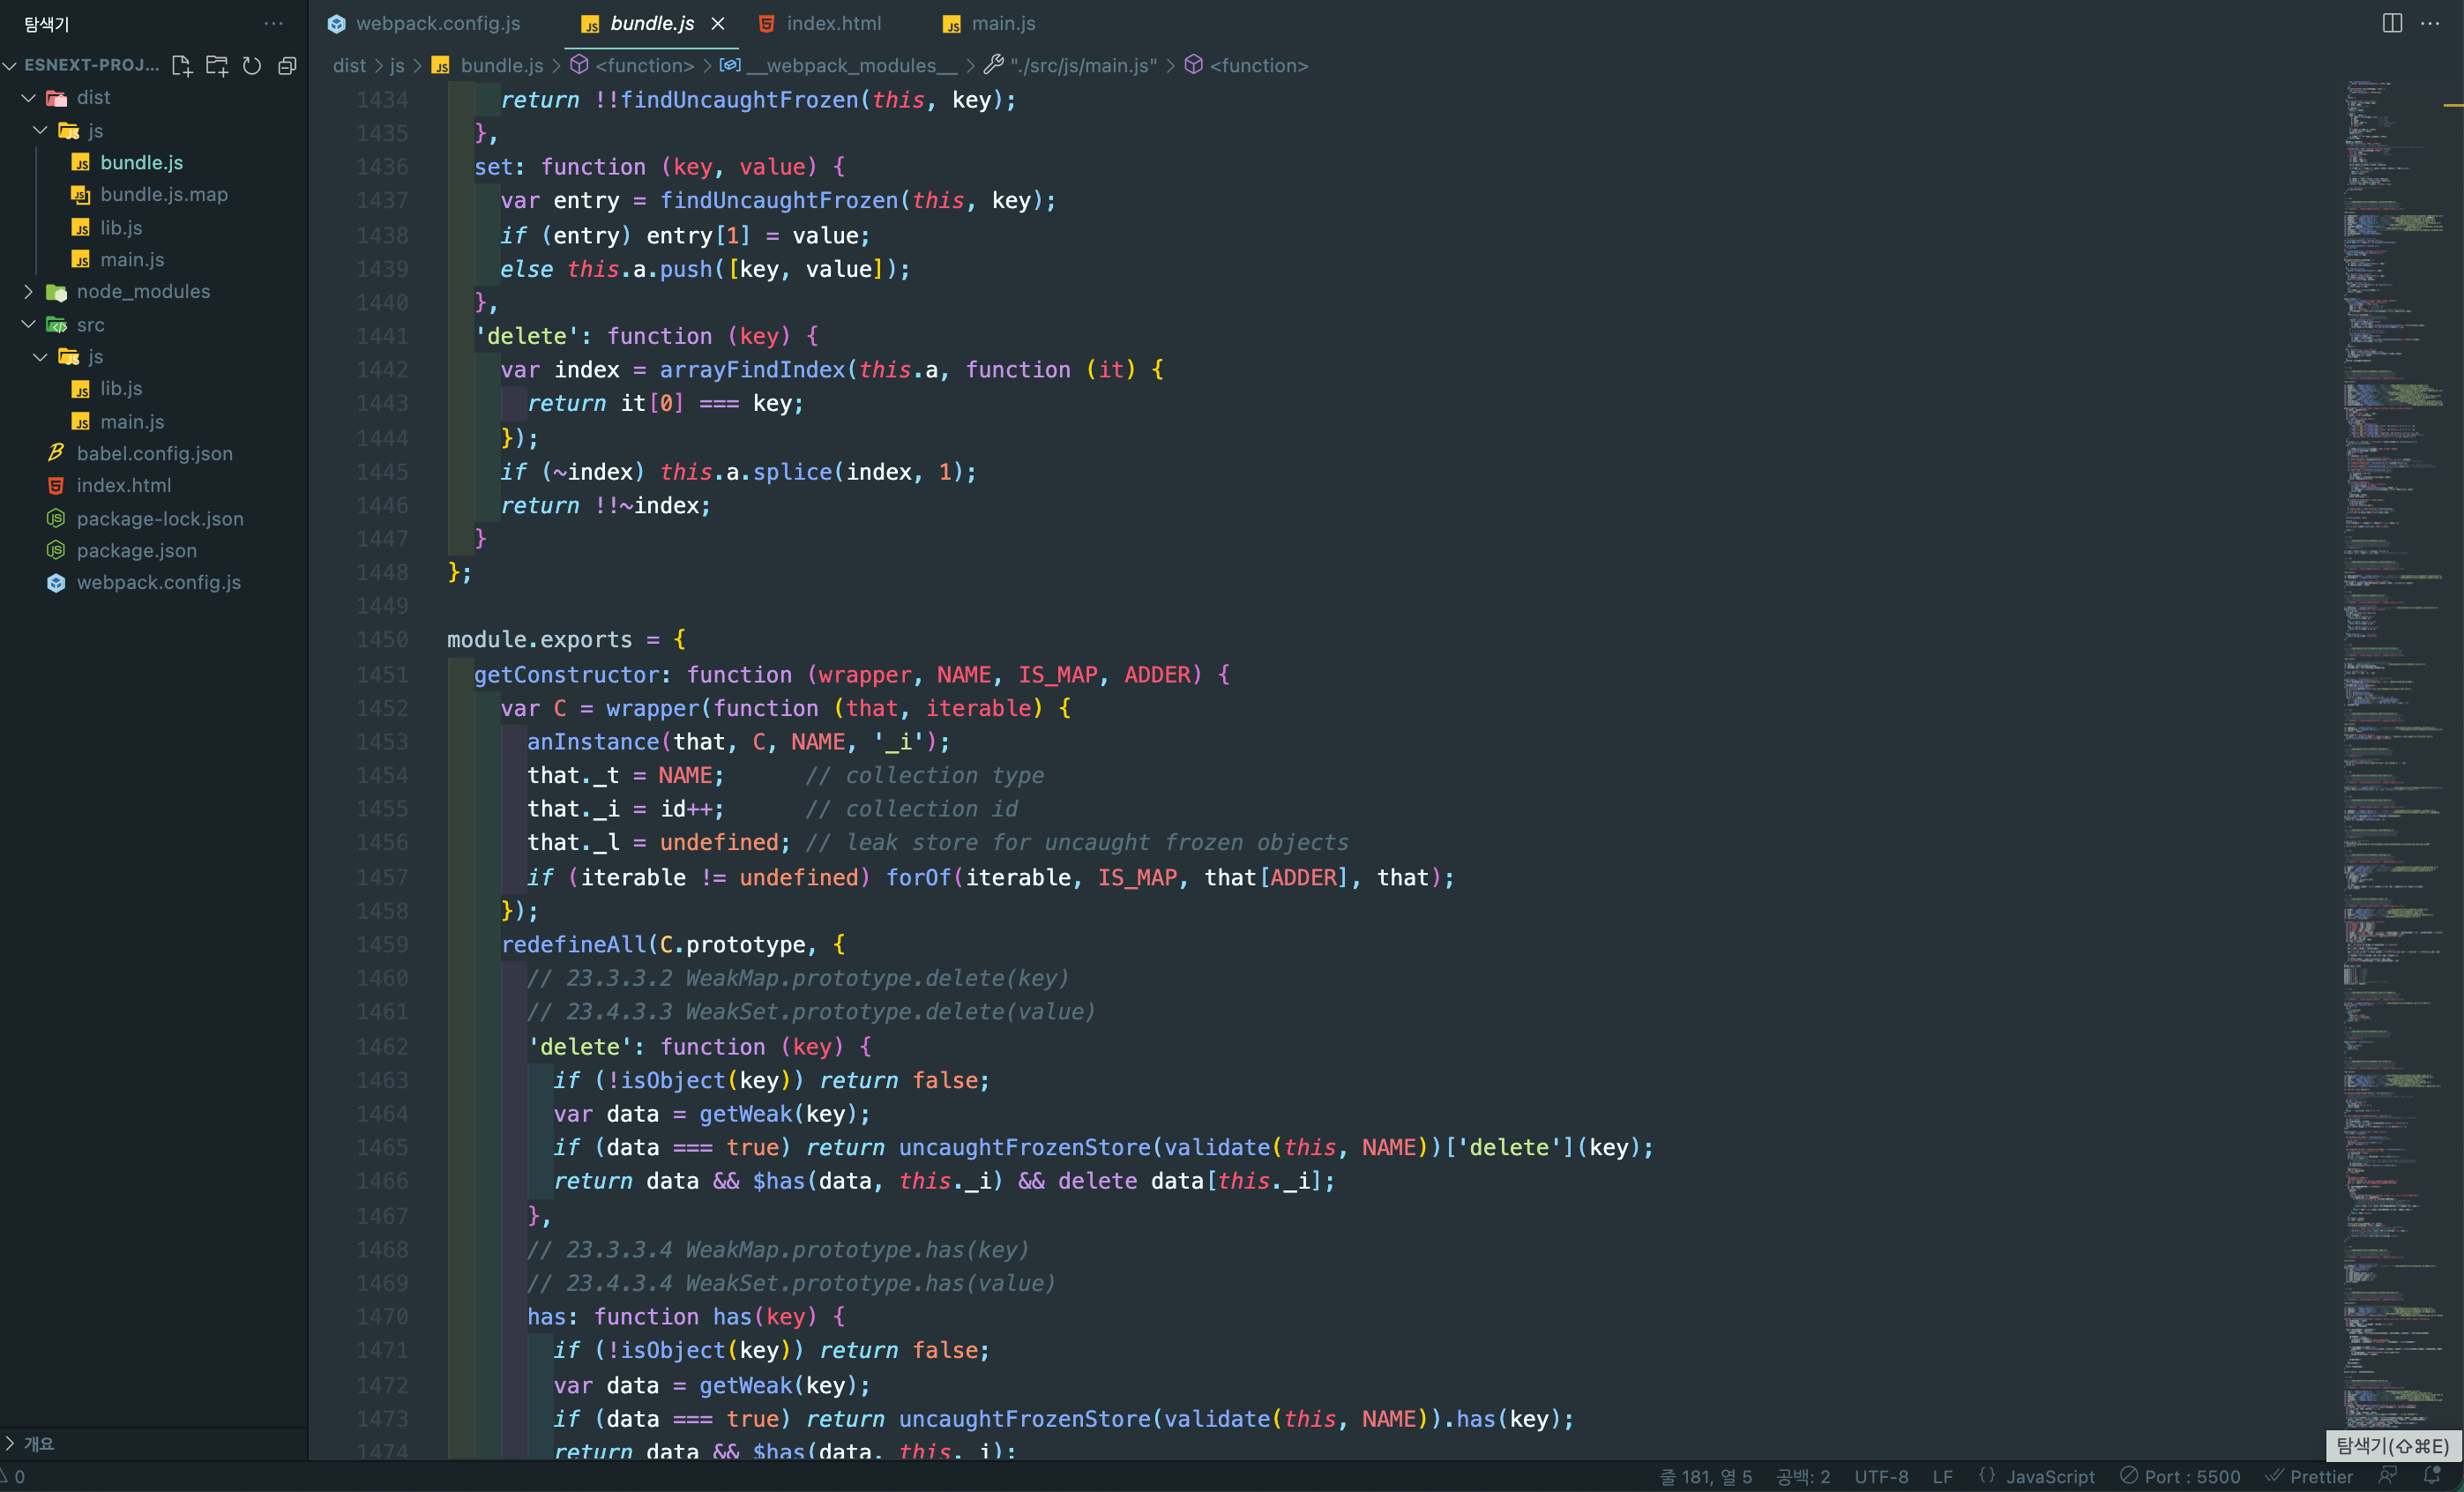 탐색기
ESNEXT-PROJ...
dist
js
bundle.js
bundle.js.map
lib.js
main.js
node_modules
src
js
lib.js
main.js
babel.config.json
index.html
package-lock.json
package.json
webpack.config.js
개요
webpack.config.js bundle.js index.html main.js
dist > js > bundle.js > <function> > __webpack_modules__ > "./src/js/main.js" > <function>
1434 return !!findUncaughtFrozen(this, key);
1435 },
1436 set: function (key, value) {
1437 var entry = findUncaughtFrozen(this, key);
1438 if (entry) entry[1] = value;
1439 else this.a.push([key, value]);
1440 },
1441 'delete': function (key) {
1442 var index = arrayFindIndex(this.a, function (it) {
1443 return it[0] === key;
1444 });
1445 if (~index) this.a.splice(index, 1);
1446 return !!~index;
1447 }
1448 };
1449
1450 module.exports = {
1451 getConstructor: function (wrapper, NAME, IS_MAP, ADDER) {
1452 var C = wrapper(function (that, iterable) {
1453 anInstance(that, C, NAME, '_i');
1454 that._t = NAME; // collection type
1455 that._i = id++; // collection id
1456 that._l = undefined; // leak store for uncaught frozen objects
1457 if (iterable != undefined) forOf(iterable, IS_MAP, that[ADDER], that);
1458 });
1459 redefineAll(C.prototype, {
1460 // 23.3.3.2 WeakMap.prototype.delete(key)
1461 // 23.4.3.3 WeakSet.prototype.delete(value)
1462 'delete': function (key) {
1463 if (!isObject(key)) return false;
1464 var data = getWeak(key);
1465 if (data === true) return uncaughtFrozenStore(validate(this, NAME))['delete'](key);
1466 return data && $has(data, this._i) && delete data[this._i];
1467 },
1468 // 23.3.3.4 WeakMap.prototype.has(key)
1469 // 23.4.3.4 WeakSet.prototype.has(value)
1470 has: function has(key) {
1471 if (!isObject(key)) return false;
1472 var data = getWeak(key);
1473 if (data === true) return uncaughtFrozenStore(validate(this, NAME)).has(key);
1474 return data && $has(data, this._i);
탐색기(⇧⌘E)
0 줄 181, 열 5 공백: 2 UTF-8 LF {} JavaScript Port : 5500 Prettier